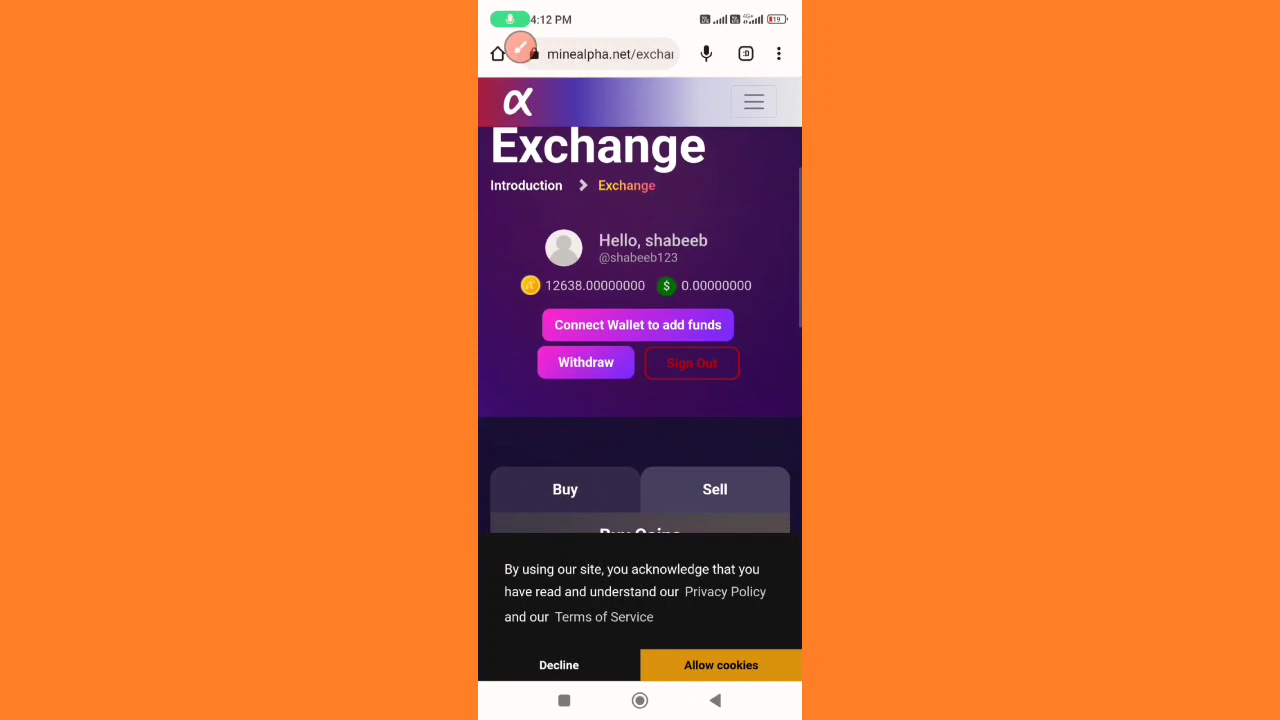 4:12 PM
19
minealpha.net/exchai
:D
α
Exchange
Introduction Exchange
Hello, shabeeb
@shabeeb123
12638.00000000 $ 0.00000000
Connect Wallet to add funds
Withdraw Sign Out
Buy Sell
Buy Coins
By using our site, you acknowledge that you
have read and understand our Privacy Policy
and our Terms of Service
Decline Allow cookies